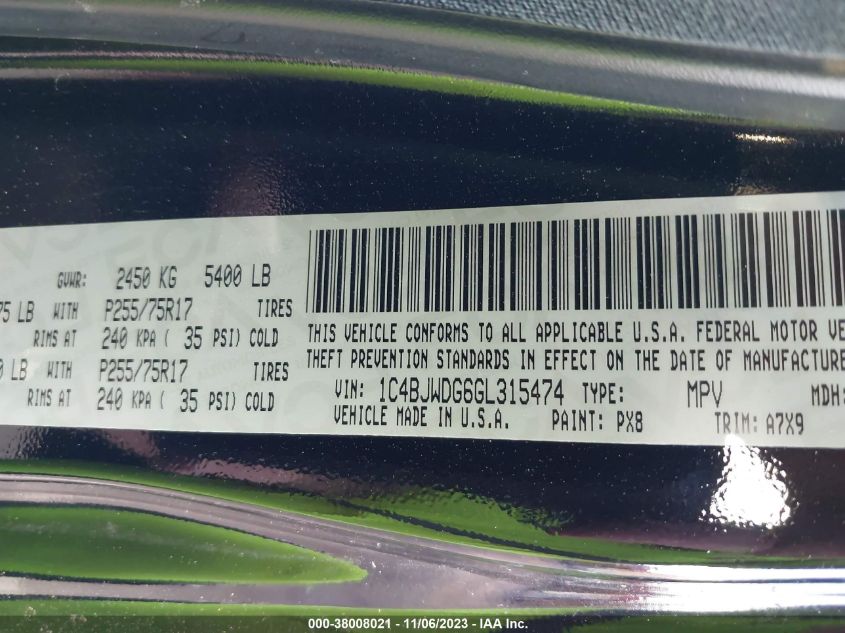 GVWR: 2450 KG 5400 LB
75 LB WITH P255/75R17 TIRES
RIMS AT 240 KPA ( 35 PSI) COLD
0 LB WITH P255/75R17 TIRES
RIMS AT 240 KPA ( 35 PSI) COLD
THIS VEHICLE CONFORMS TO ALL APPLICABLE U.S.A. FEDERAL MOTOR VE
THEFT PREVENTION STANDARDS IN EFFECT ON THE DATE OF MANUFACTURE
VIN: 1C4BJWDG6GL315474 TYPE: MPV MDH:
VEHICLE MADE IN U.S.A. PAINT: PX8 TRIM: A7X9
000-38008021 - 11/06/2023 - IAA Inc.